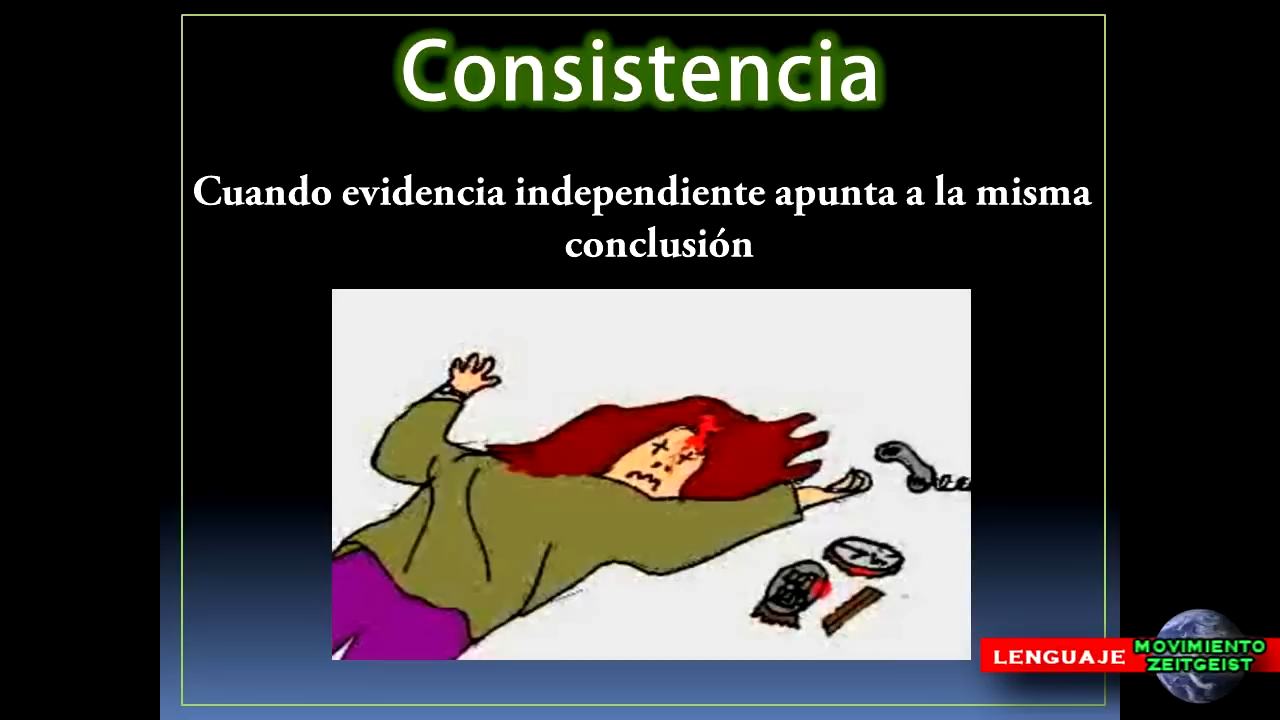 Consistencia
Cuando evidencia independiente apunta a la misma
conclusión
LENGUAJE
MOVIMIENTO
ZEITGEIST